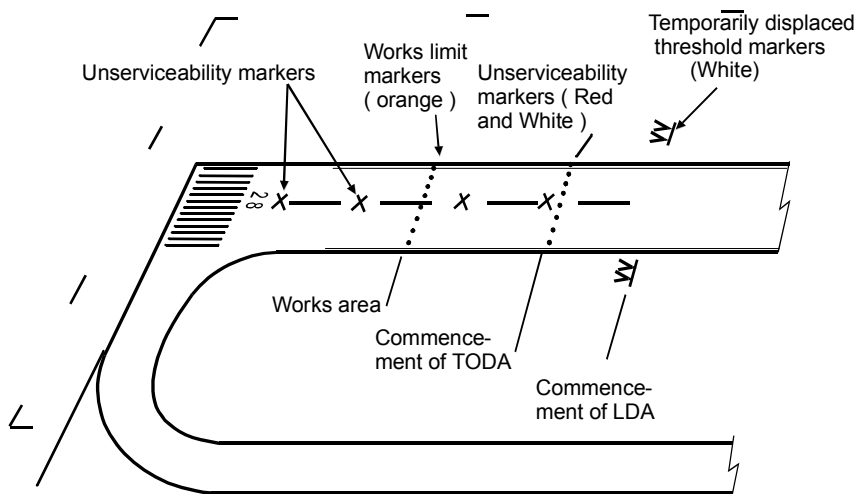 Temporarily displaced
threshold markers
(White)
Works limit
markers
( orange )
Unserviceability markers
Unserviceability
markers ( Red
and White )
28
X
X
X
X
Works area
Commence-
ment of TODA
Commence-
ment of LDA